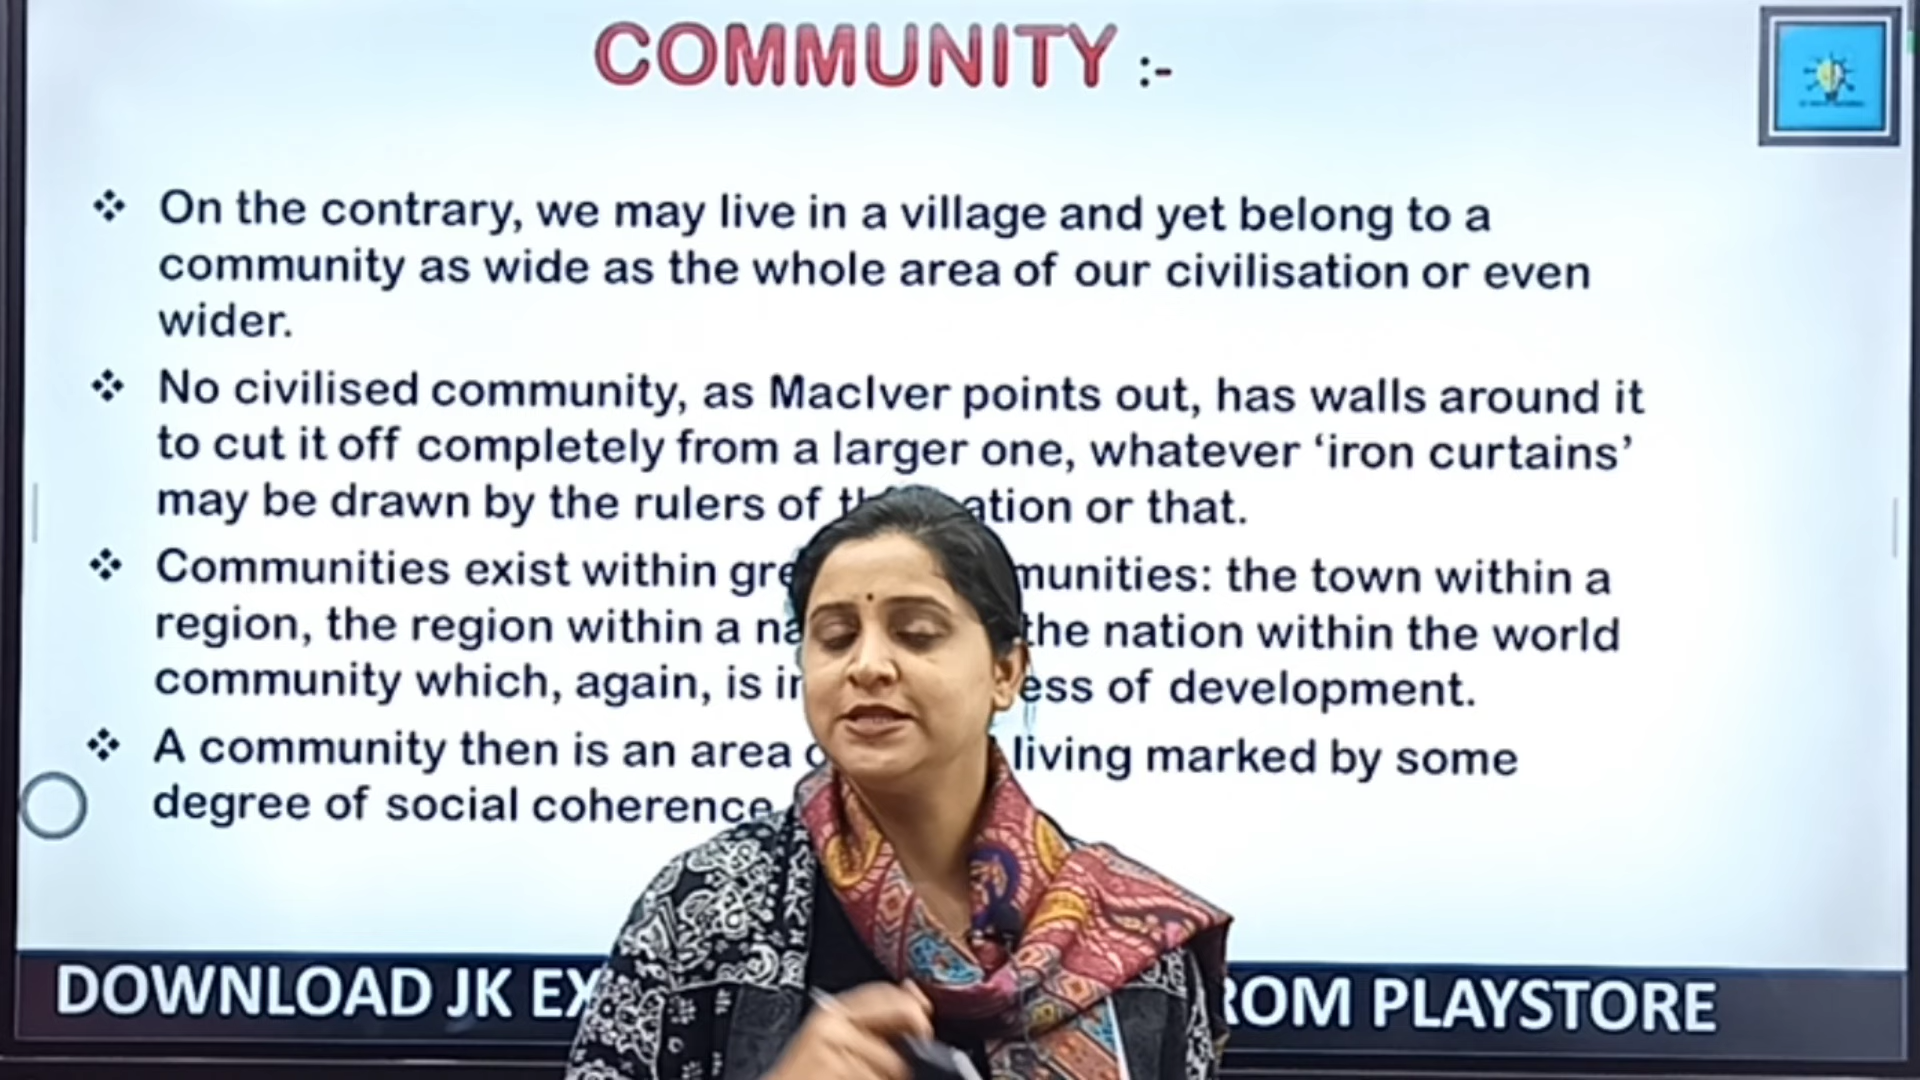 COMMUNITY :-
❖ On the contrary, we may live in a village and yet belong to a
community as wide as the whole area of our civilisation or even
wider.
❖ No civilised community, as MacIver points out, has walls around it
to cut it off completely from a larger one, whatever ‘iron curtains’
may be drawn by the rulers of or that.
❖ Communities exist within the town within a
region, the region within a the nation within the world
community which, again, is of development.
❖ A community then is an area living marked by some
degree of social coherence
DOWNLOAD JK PLAYSTORE